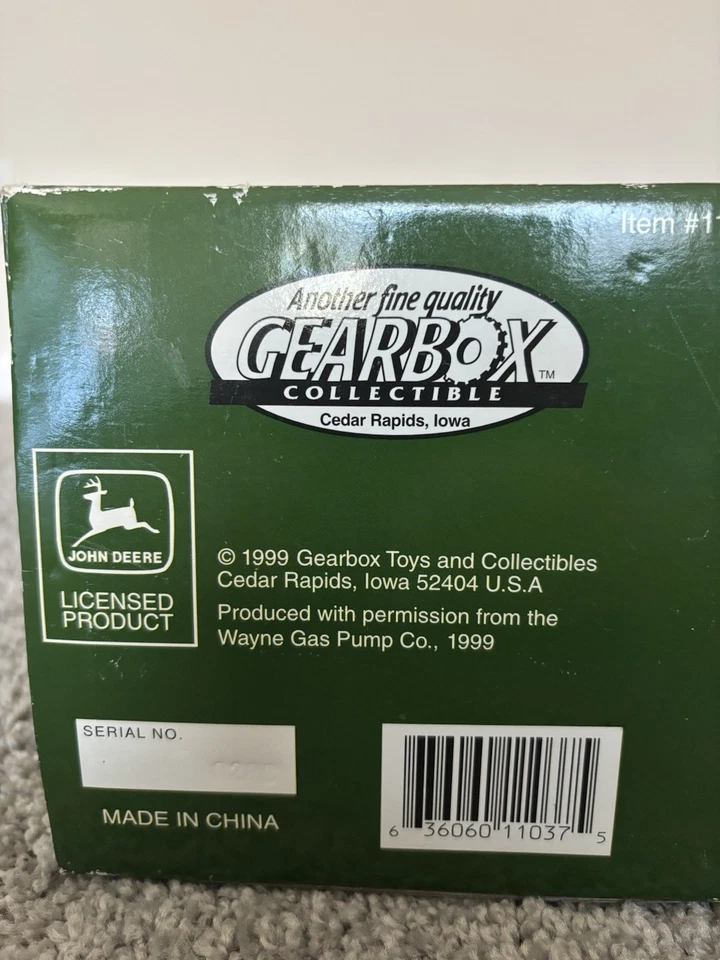 Item #1
Another fine quality
GEARBOX™
COLLECTIBLE
Cedar Rapids, Iowa
JOHN DEERE
LICENSED
PRODUCT
© 1999 Gearbox Toys and Collectibles
Cedar Rapids, Iowa 52404 U.S.A
Produced with permission from the
Wayne Gas Pump Co., 1999
SERIAL NO.
MADE IN CHINA
6 36060 11037 5